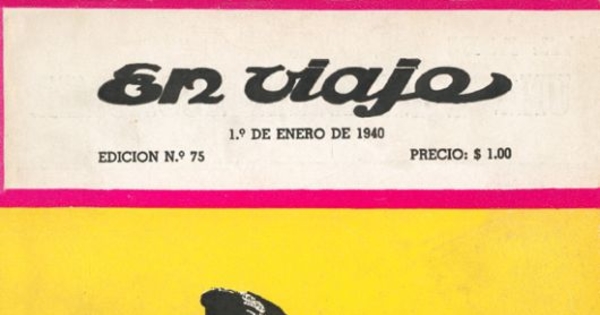 En viaje
1.º DE ENERO DE 1940
EDICION N.º 75
PRECIO: $ 1.00